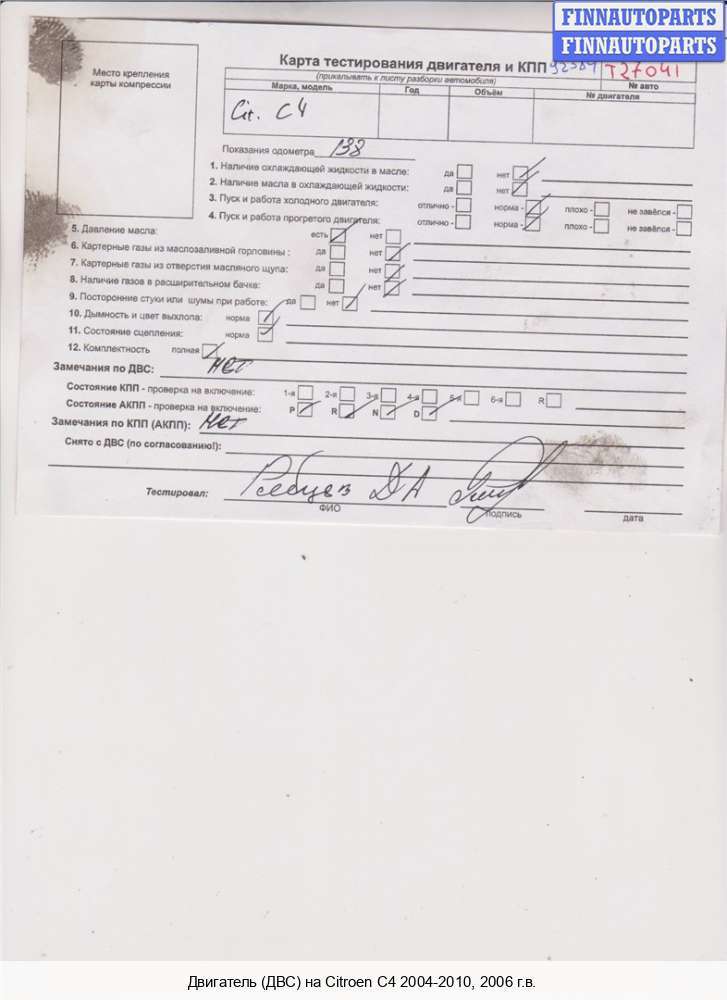 FINNAUTOPARTS
FINNAUTOPARTS
Место крепления
карты компрессии
Карта тестирования двигателя и КПП T27041
(прикалывать к листу разборки автомобиля) № авто
Марка, модель Год Объём № двигателя
Cit. C4
Показания одометра 138
1. Наличие охлаждающей жидкости в масле: да нет
2. Наличие масла в охлаждающей жидкости: да нет
3. Пуск и работа холодного двигателя: отлично - норма - плохо - не завёлся -
4. Пуск и работа прогретого двигателя: отлично - норма - плохо - не завёлся -
5. Давление масла: есть нет
6. Картерные газы из маслозаливной горловины : да нет
7. Картерные газы из отверстия масляного щупа: да нет
8. Наличие газов в расширительном бачке: да нет
9. Посторонние стуки или шумы при работе: да нет
10. Дымность и цвет выхлопа: норма
11. Состояние сцепления: норма
12. Комплектность полная
Замечания по ДВС: нет
Состояние КПП - проверка на включение: 1-я 2-я 3-я 4-я 5-я 6-я R
Состояние АКПП - проверка на включение: P R N D
Замечания по КПП (АКПП): нет
Снято с ДВС (по согласованию!):
Тестировал: Д А
ФИО подпись дата
Двигатель (ДВС) на Citroen C4 2004-2010, 2006 г.в.